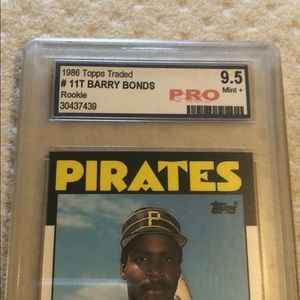 1986 Topps Traded
# 11T BARRY BONDS
Rookie
30437439
PRO
9.5
Mint +
PIRATES
Topps
P